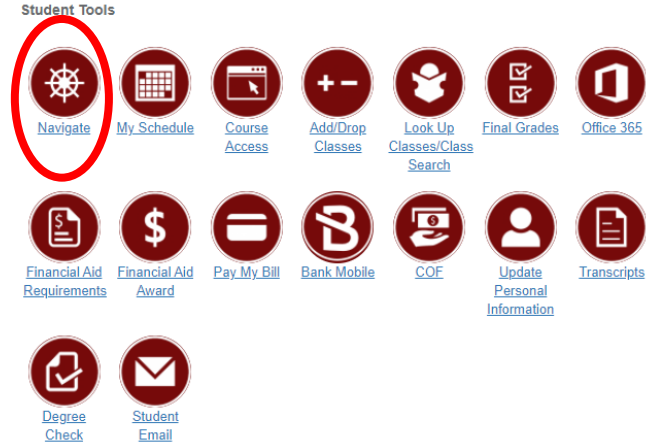 Student Tools
Navigate My Schedule Course Add/Drop Look Up Final Grades Office 365
Access Classes Classes/Class
Search
Financial Aid Financial Aid Pay My Bill Bank Mobile COF Update Transcripts
Requirements Award Personal
Information
Degree Student
Check Email